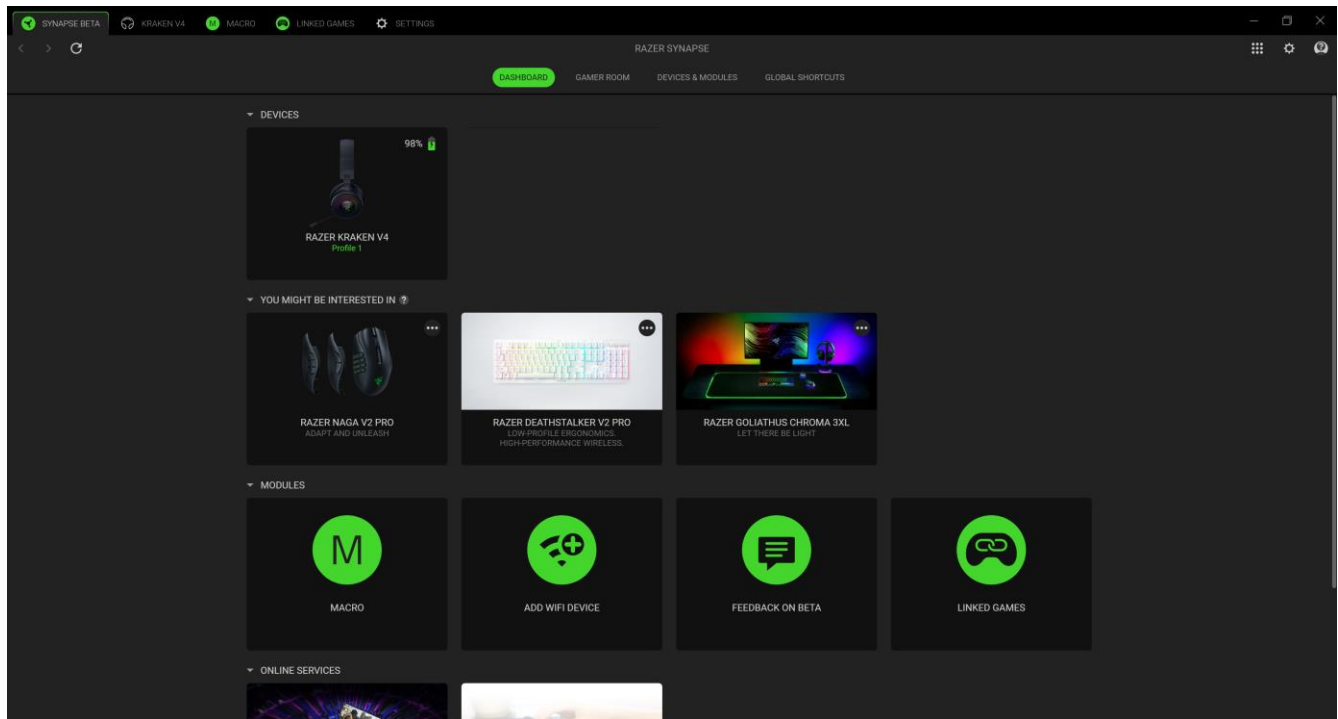 SYNAPSE BETA
KRAKEN V4
MACRO
LINKED GAMES
SETTINGS
RAZER SYNAPSE
DASHBOARD
GAMER ROOM
DEVICES & MODULES
GLOBAL SHORTCUTS
DEVICES
98%
RAZER KRAKEN V4
Profile 1
YOU MIGHT BE INTERESTED IN ?
RAZER NAGA V2 PRO
ADAPT AND UNLEASH
RAZER DEATHSTALKER V2 PRO
LOW-PROFILE ERGONOMICS.
HIGH-PERFORMANCE WIRELESS.
RAZER GOLIATHUS CHROMA 3XL
LET THERE BE LIGHT
MODULES
M
MACRO
ADD WIFI DEVICE
FEEDBACK ON BETA
LINKED GAMES
ONLINE SERVICES